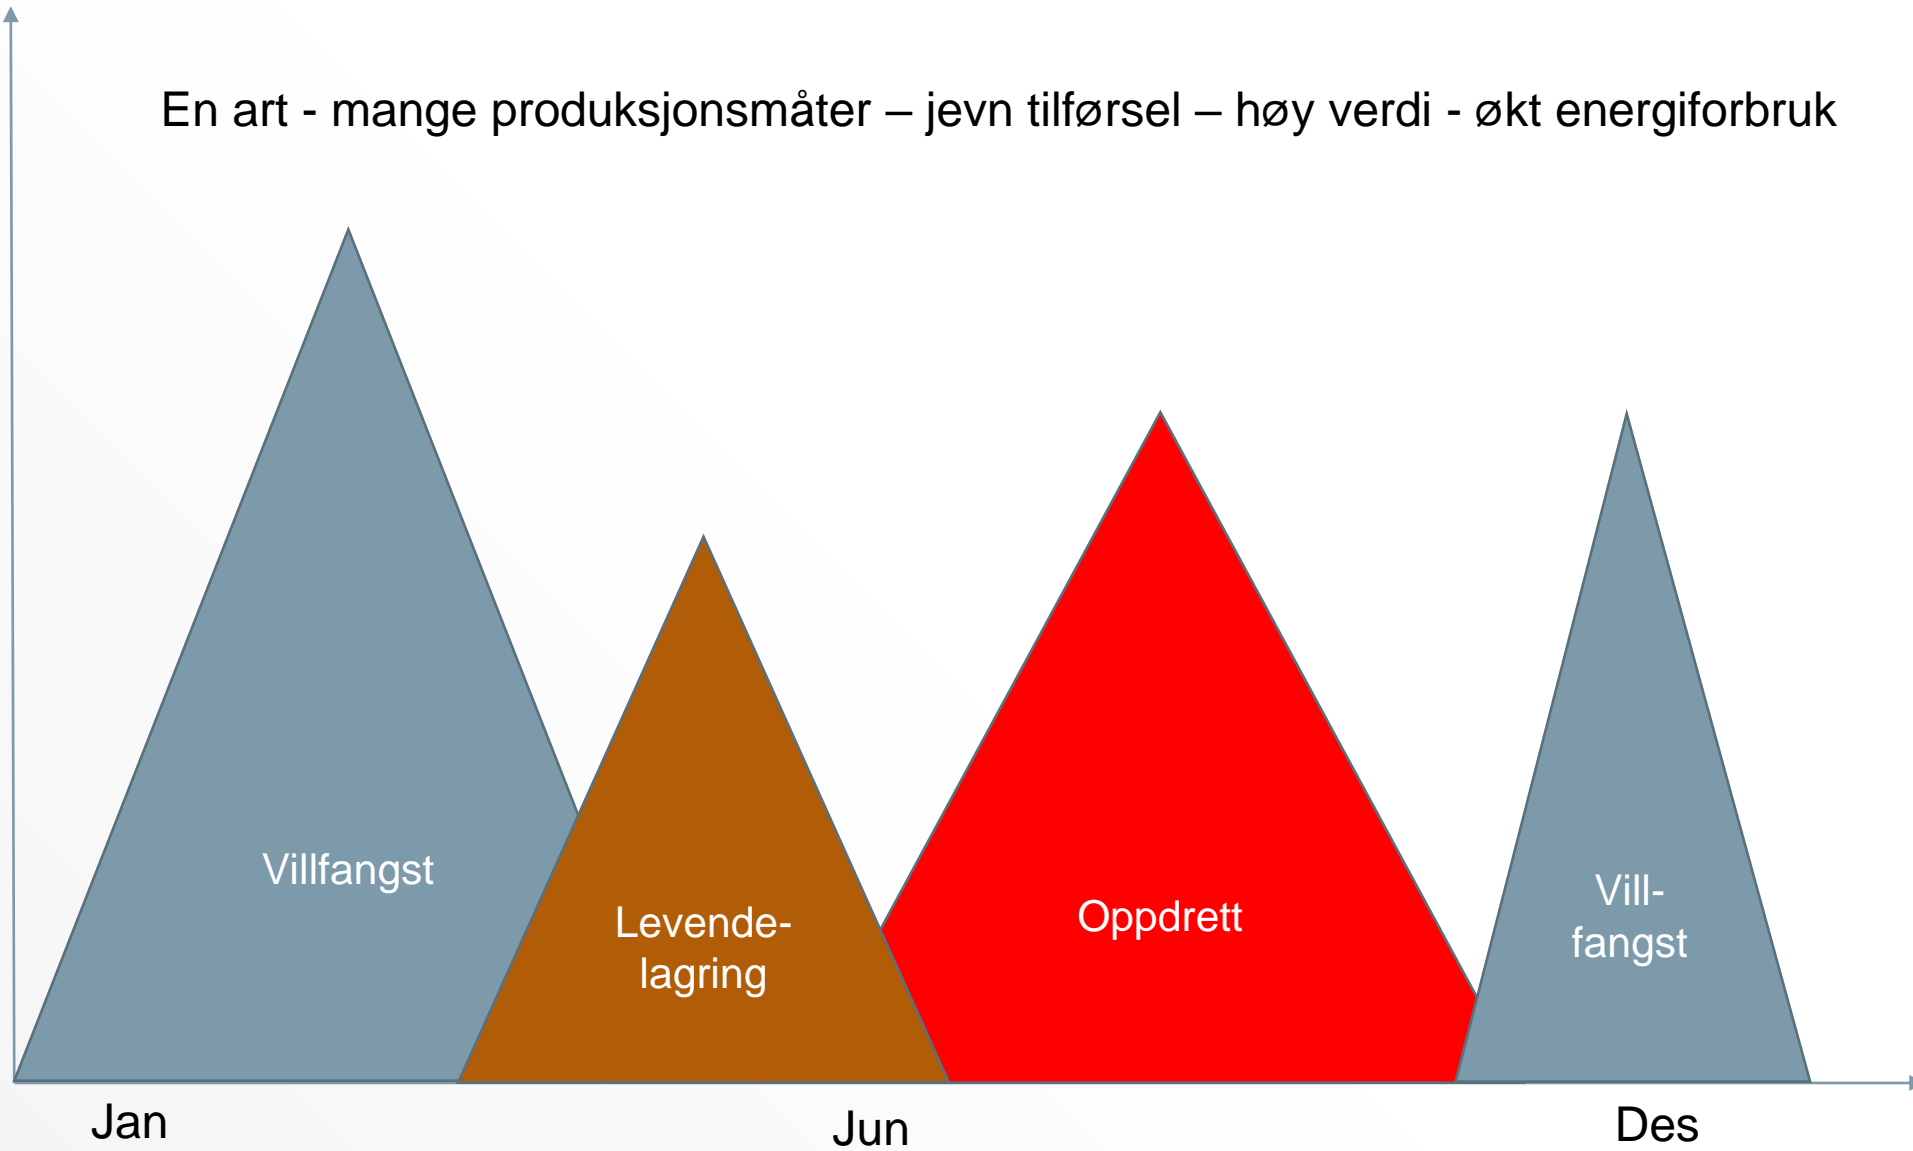 En art - mange produksjonsmåter – jevn tilførsel – høy verdi - økt energiforbruk
Villfangst
Levende-
lagring
Oppdrett
Vill-
fangst
Jan
Jun
Des